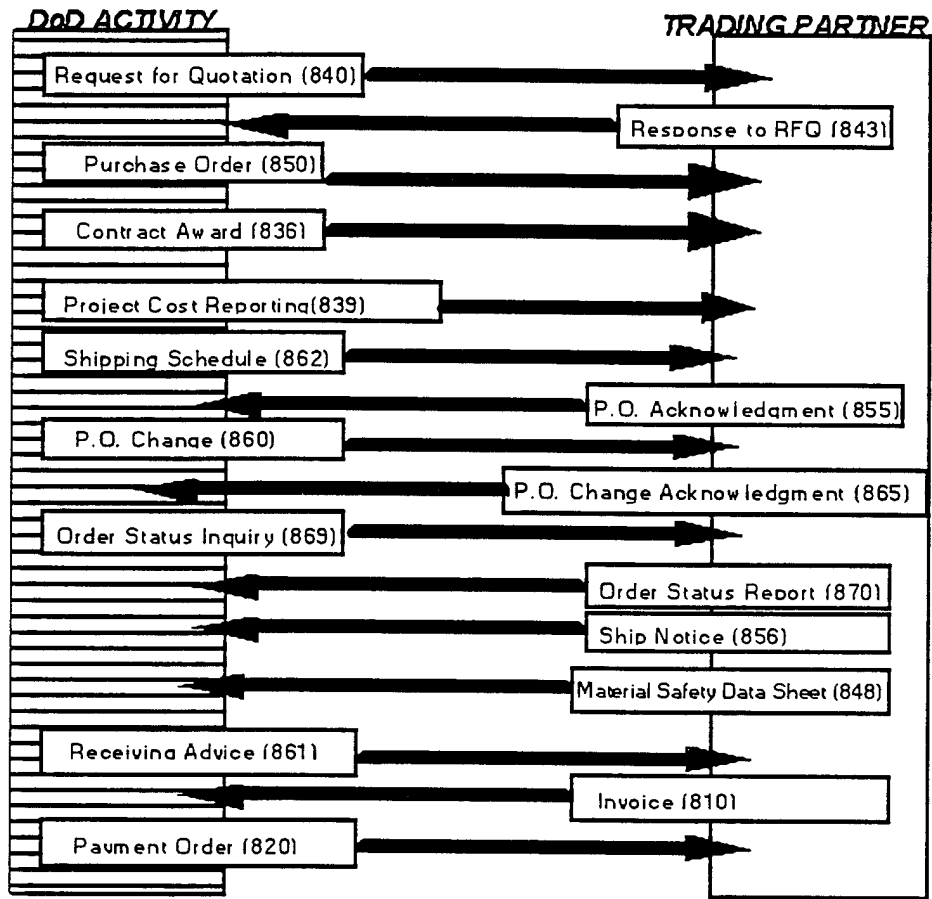 DoD ACTIVITY
TRADING PARTNER
Request for Quotation (840)
Response to RFQ (843)
Purchase Order (850)
Contract Award (836)
Project Cost Reporting(839)
Shipping Schedule (862)
P.O. Acknowledgment (855)
P.O. Change (860)
P.O. Change Acknowledgment (865)
Order Status Inquiry (869)
Order Status Report (870)
Ship Notice (856)
Material Safety Data Sheet (848)
Receiving Advice (861)
Invoice (810)
Payment Order (820)